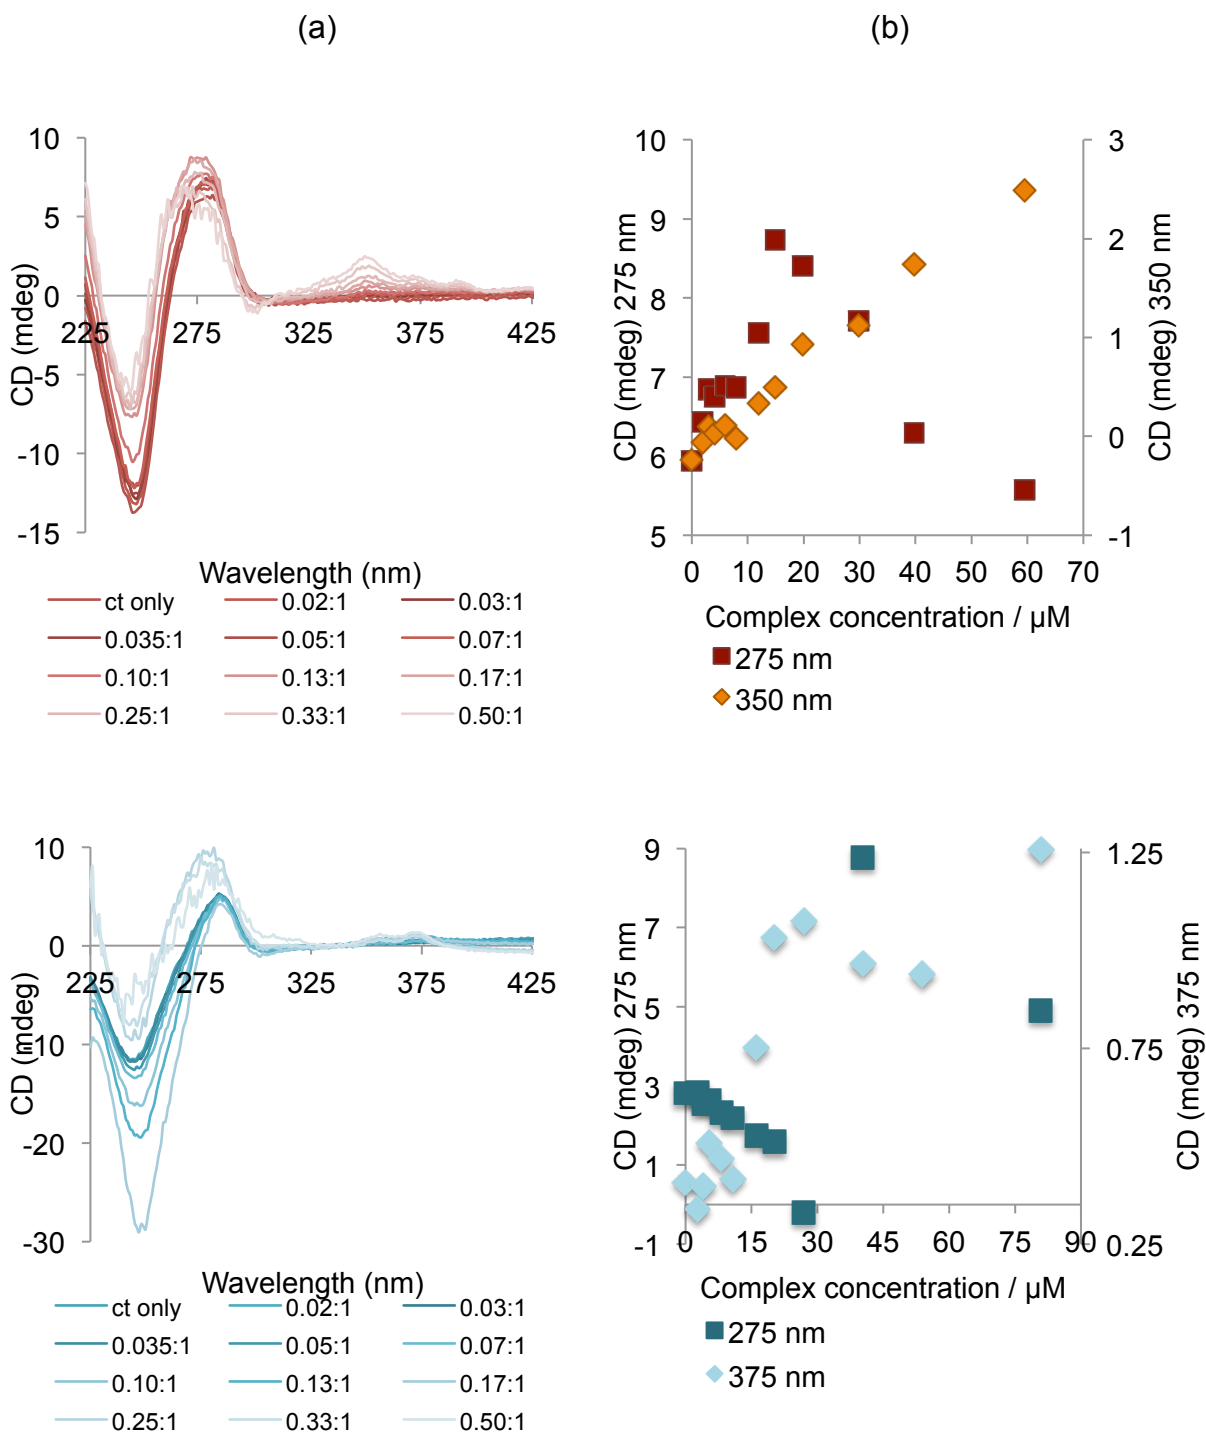 (a) (b)
10
5
0
-5
-10
-15
CD (mdeg)
225 275 325 375 425
Wavelength (nm)
ct only 0.02:1 0.03:1
0.035:1 0.05:1 0.07:1
0.10:1 0.13:1 0.17:1
0.25:1 0.33:1 0.50:1
10
9
8
7
6
5
CD (mdeg) 275 nm
3
2
1
0
-1
CD (mdeg) 350 nm
0 10 20 30 40 50 60 70
Complex concentration / µM
275 nm
350 nm
10
0
-10
-20
-30
CD (mdeg)
225 275 325 375 425
Wavelength (nm)
ct only 0.02:1 0.03:1
0.035:1 0.05:1 0.07:1
0.10:1 0.13:1 0.17:1
0.25:1 0.33:1 0.50:1
9
7
5
3
1
-1
CD (mdeg) 275 nm
1.25
0.75
0.25
CD (mdeg) 375 nm
0 15 30 45 60 75 90
Complex concentration / µM
275 nm
375 nm